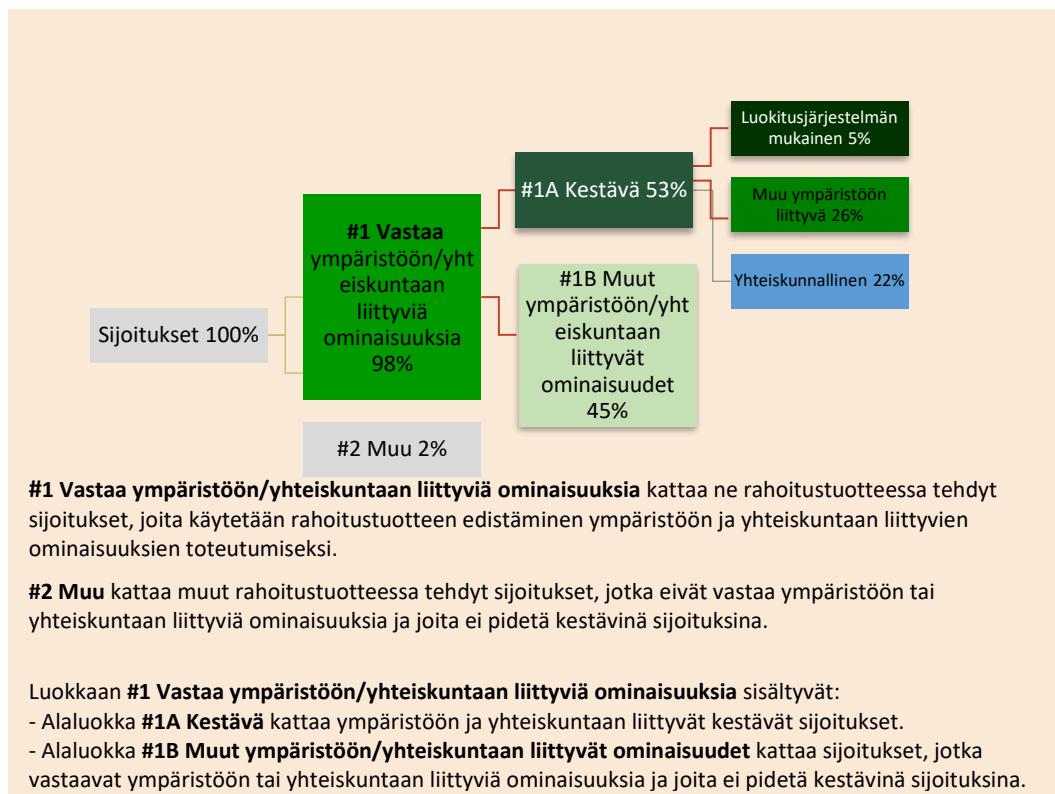 Luokitusjärjestelmän
mukainen 5%
#1A Kestävä 53%
Muu ympäristöön
liittyvä 26%
Yhteiskunnallinen 22%
#1 Vastaa
ympäristöön/yht
eiskuntaan
liittyviä
ominaisuuksia
98%
#1B Muut
ympäristöön/yht
eiskuntaan
liittyvät
ominaisuudet
45%
Sijoitukset 100%
#2 Muu 2%
#1 Vastaa ympäristöön/yhteiskuntaan liittyviä ominaisuuksia kattaa ne rahoitustuotteessa tehdyt
sijoitukset, joita käytetään rahoitustuotteen edistäminen ympäristöön ja yhteiskuntaan liittyvien
ominaisuuksien toteutumiseksi.
#2 Muu kattaa muut rahoitustuotteessa tehdyt sijoitukset, jotka eivät vastaa ympäristöön tai
yhteiskuntaan liittyviä ominaisuuksia ja joita ei pidetä kestävinä sijoituksina.
Luokkaan #1 Vastaa ympäristöön/yhteiskuntaan liittyviä ominaisuuksia sisältyvät:
- Alaluokka #1A Kestävä kattaa ympäristöön ja yhteiskuntaan liittyvät kestävät sijoitukset.
- Alaluokka #1B Muut ympäristöön/yhteiskuntaan liittyvät ominaisuudet kattaa sijoitukset, jotka
vastaavat ympäristöön tai yhteiskuntaan liittyviä ominaisuuksia ja joita ei pidetä kestävinä sijoituksina.